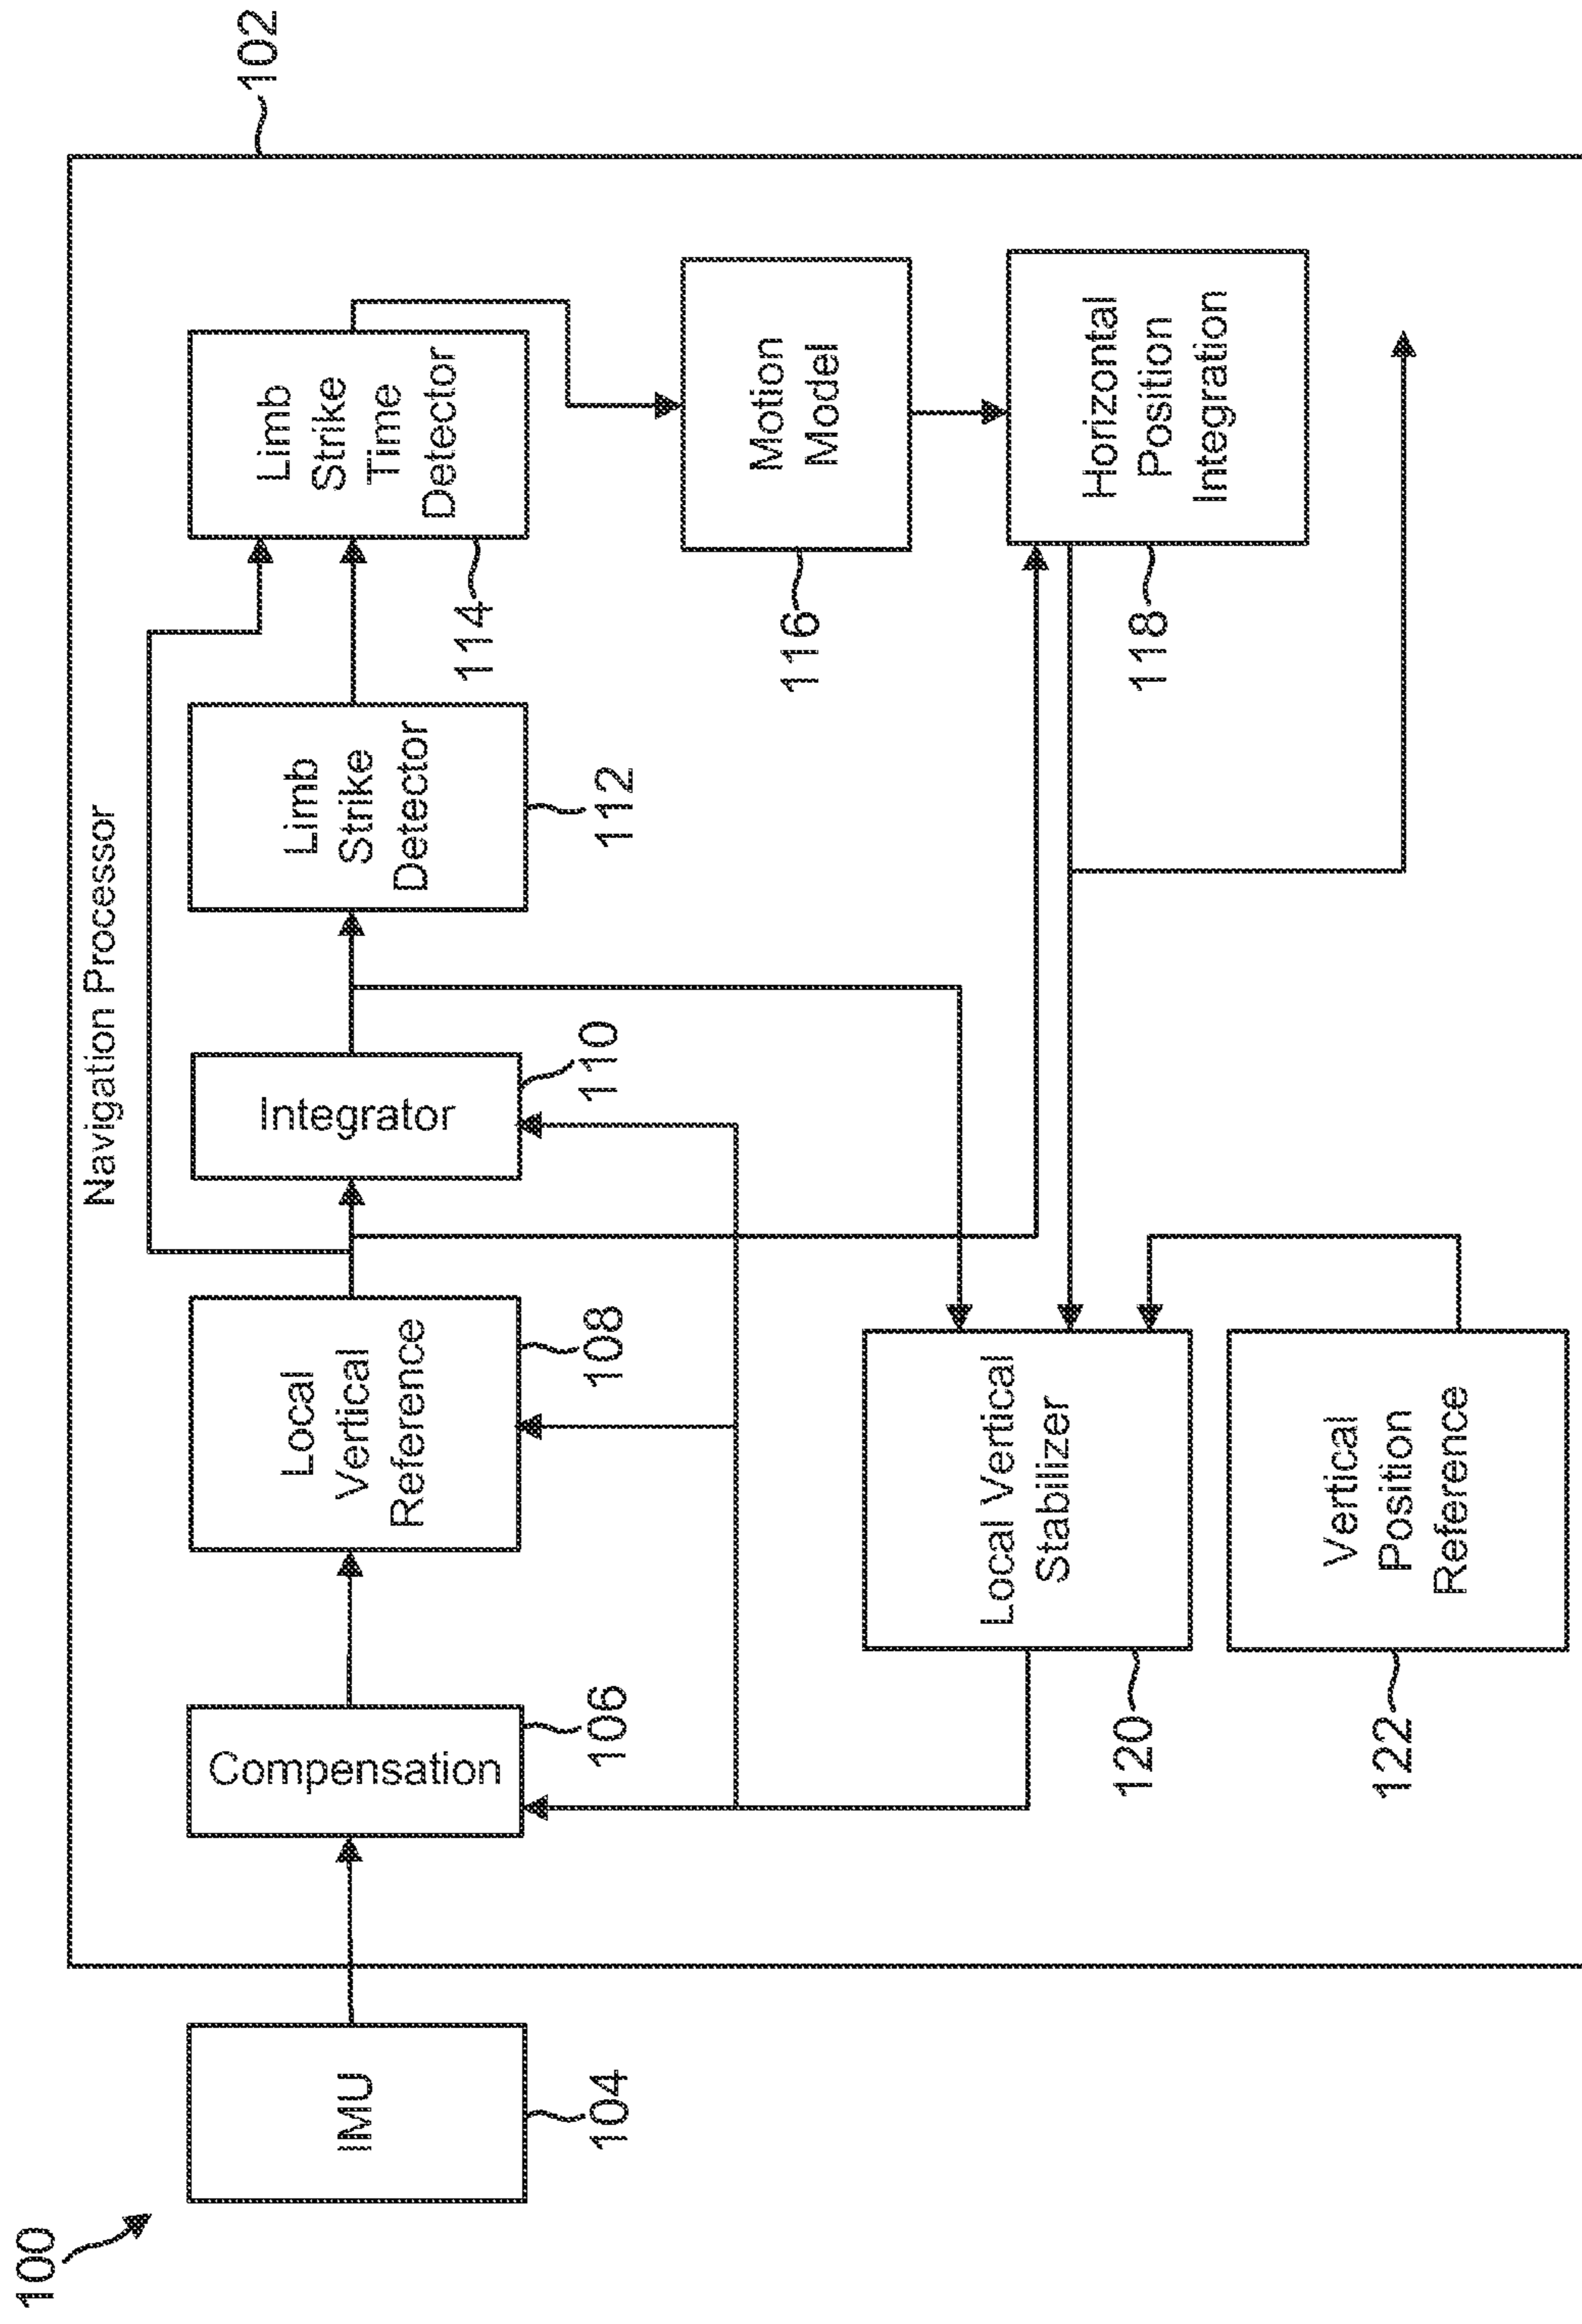 100
102
Navigation Processor
IMU
104
Compensation
106
Local
Vertical
Reference
108
Integrator
110
Limb
Strike
Detector
112
Limb
Strike
Time
Detector
114
Motion
Model
116
Horizontal
Position
Integration
118
Local Vertical
Stabilizer
120
Vertical
Position
Reference
122